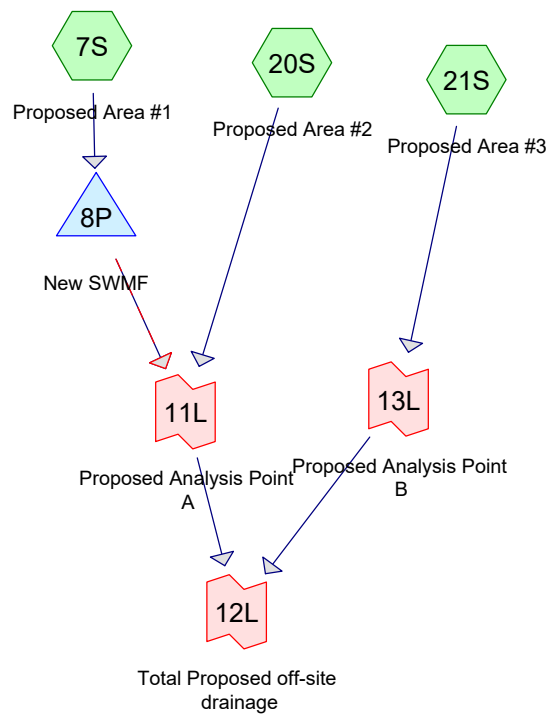 7S
20S
21S
Proposed Area #1
Proposed Area #2
Proposed Area #3
8P
New SWMF
11L
13L
Proposed Analysis Point
A
Proposed Analysis Point
B
12L
Total Proposed off-site
drainage